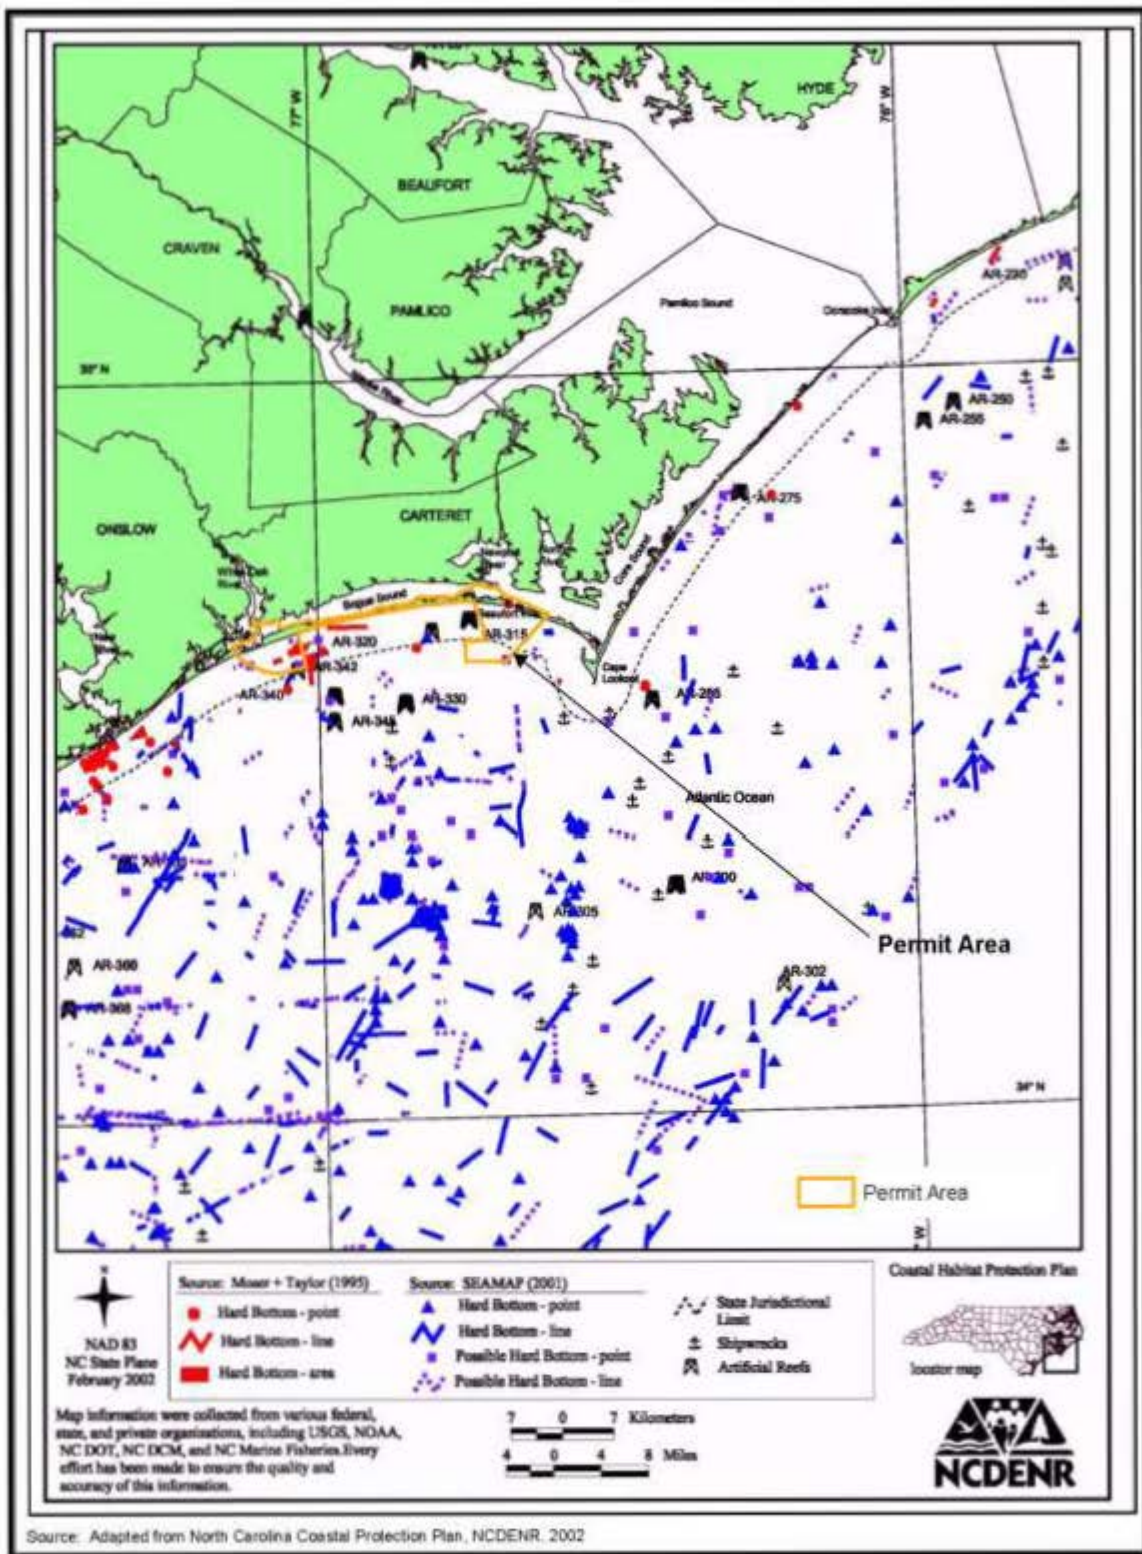 HYDE
77° W
76° W
BEAUFORT
CRAVEN
PAMLICO
Pamlico Sound
AR-250
AR-255
AR-275
ONSLOW
CARTERET
Core Sound
Bogue Sound
AR-320
AR-315
AR-342
AR-340
AR-330
Cape
Lookout
Atlantic Ocean
AR-305
Permit Area
AR-302
AR-366
AR-368
34° N
Permit Area
W
N
NAD 83
NC State Plane
February 2002
Source: Moser + Taylor (1995)
Hard Bottom - point
Hard Bottom - line
Hard Bottom - area
Source: SEAMAP (2001)
Hard Bottom - point
Hard Bottom - line
Possible Hard Bottom - point
Possible Hard Bottom - line
State Jurisdictional
Limit
Shipwrecks
Artificial Reefs
Coastal Habitat Protection Plan
locator map
Map information were collected from various federal,
state, and private organizations, including USGS, NOAA,
NC DOT, NC DCM, and NC Marine Fisheries. Every
effort has been made to ensure the quality and
accuracy of this information.
7 0 7 Kilometers
4 0 4 8 Miles
NCDENR
Source: Adapted from North Carolina Coastal Protection Plan, NCDENR. 2002